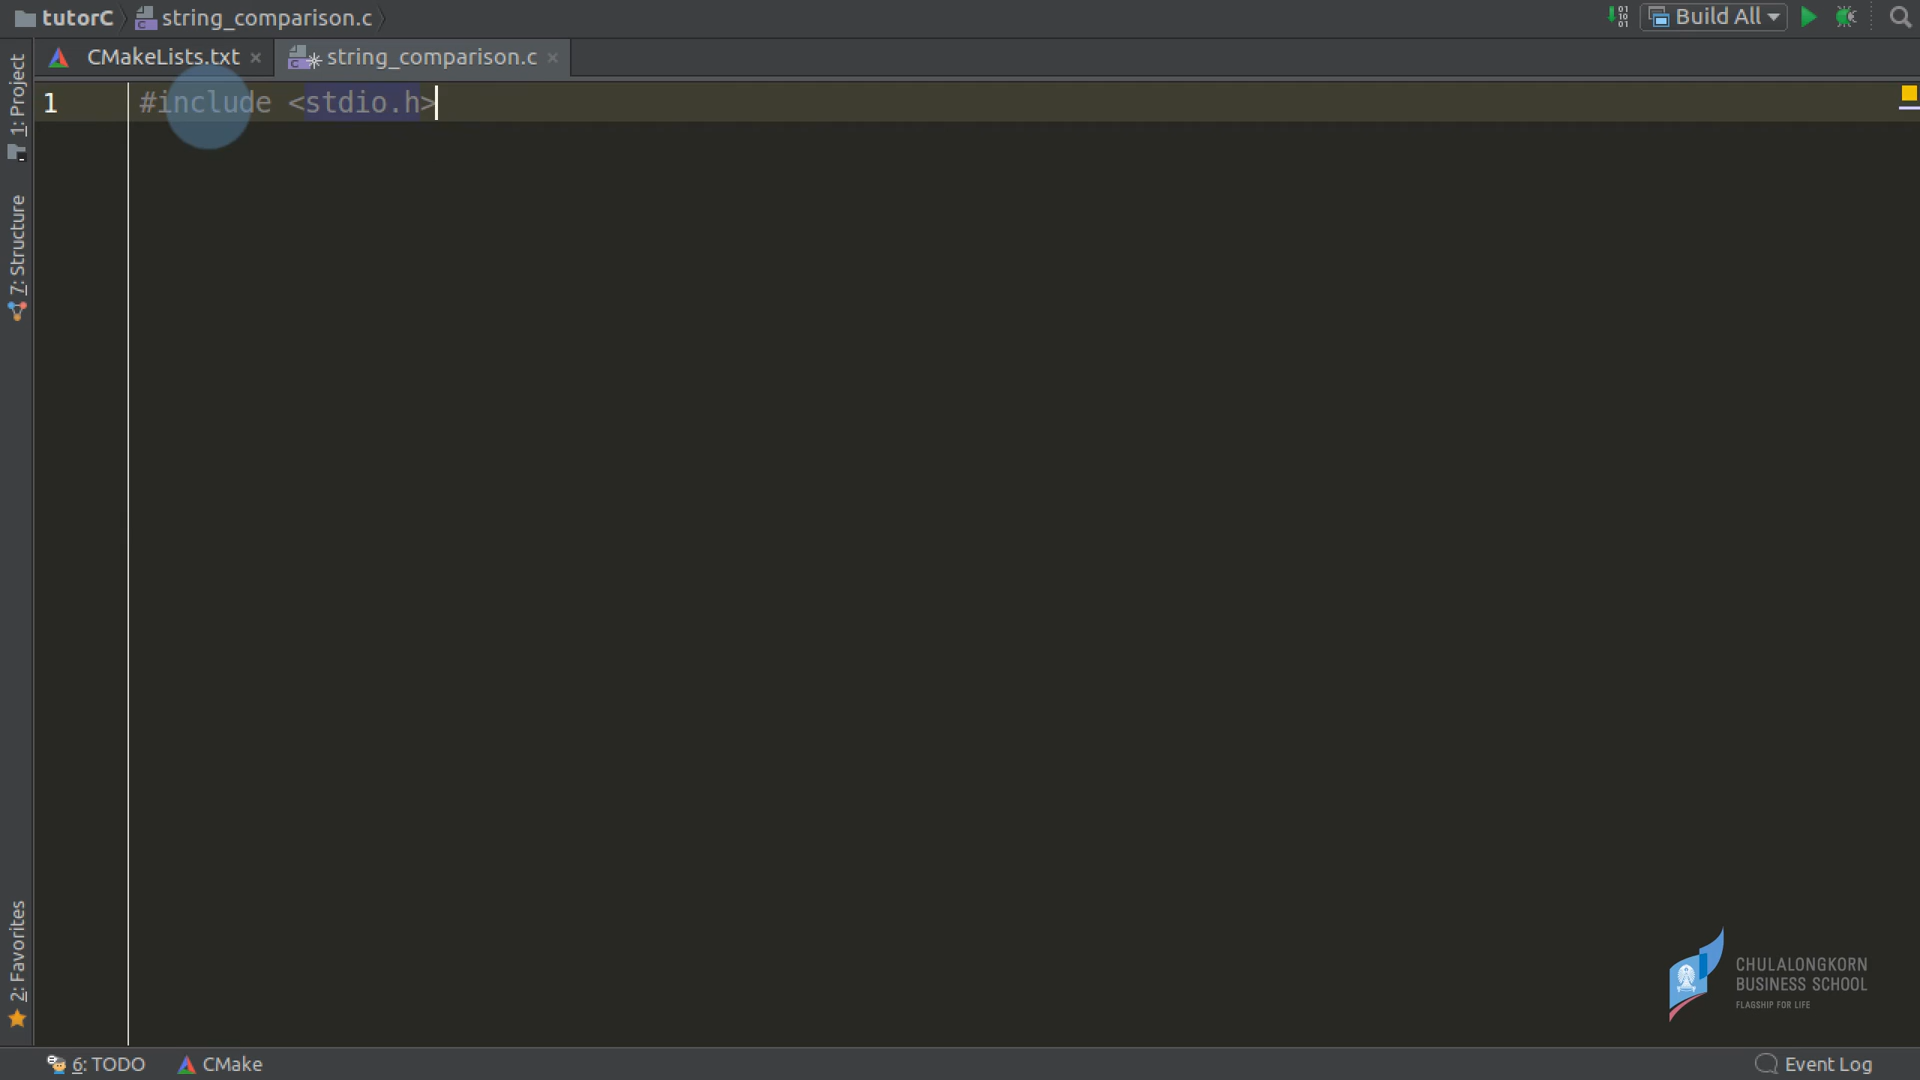 tutorC string_comparison.c Build All
CMakeLists.txt string_comparison.c
1: Project
7: Structure
1 #include <stdio.h>
2: Favorites
CHULALONGKORN
BUSINESS SCHOOL
FLAGSHIP FOR LIFE
6: TODO CMake Event Log